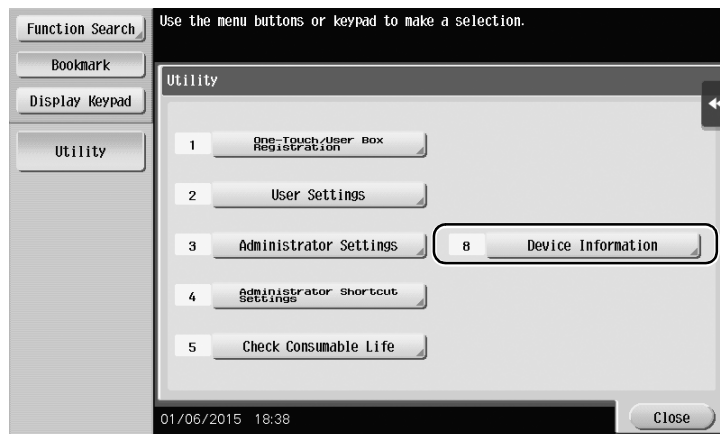 Function Search
Use the menu buttons or keypad to make a selection.
Bookmark
Display Keypad
Utility
Utility
1 One-Touch/User Box
Registration
2 User Settings
3 Administrator Settings
8 Device Information
4 Administrator Shortcut
Settings
5 Check Consumable Life
01/06/2015 18:38
Close